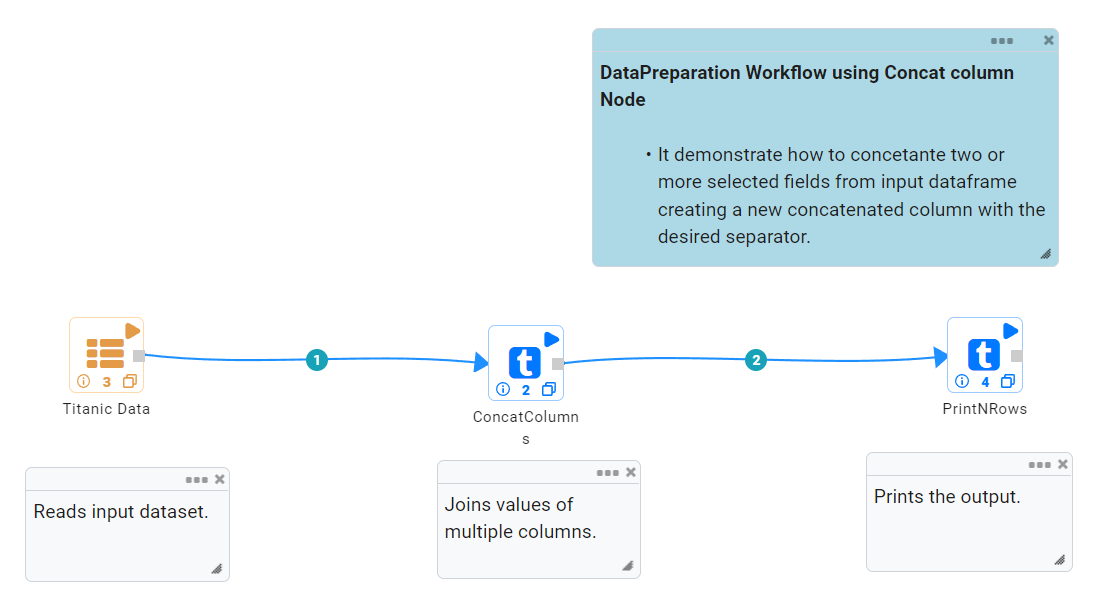 DataPreparation Workflow using Concat column
Node
• It demonstrate how to concetante two or
more selected fields from input dataframe
creating a new concatenated column with the
desired separator.
1
2
3
Titanic Data
t
2
ConcatColumn
s
t
4
PrintNRows
Reads input dataset.
Joins values of
multiple columns.
Prints the output.